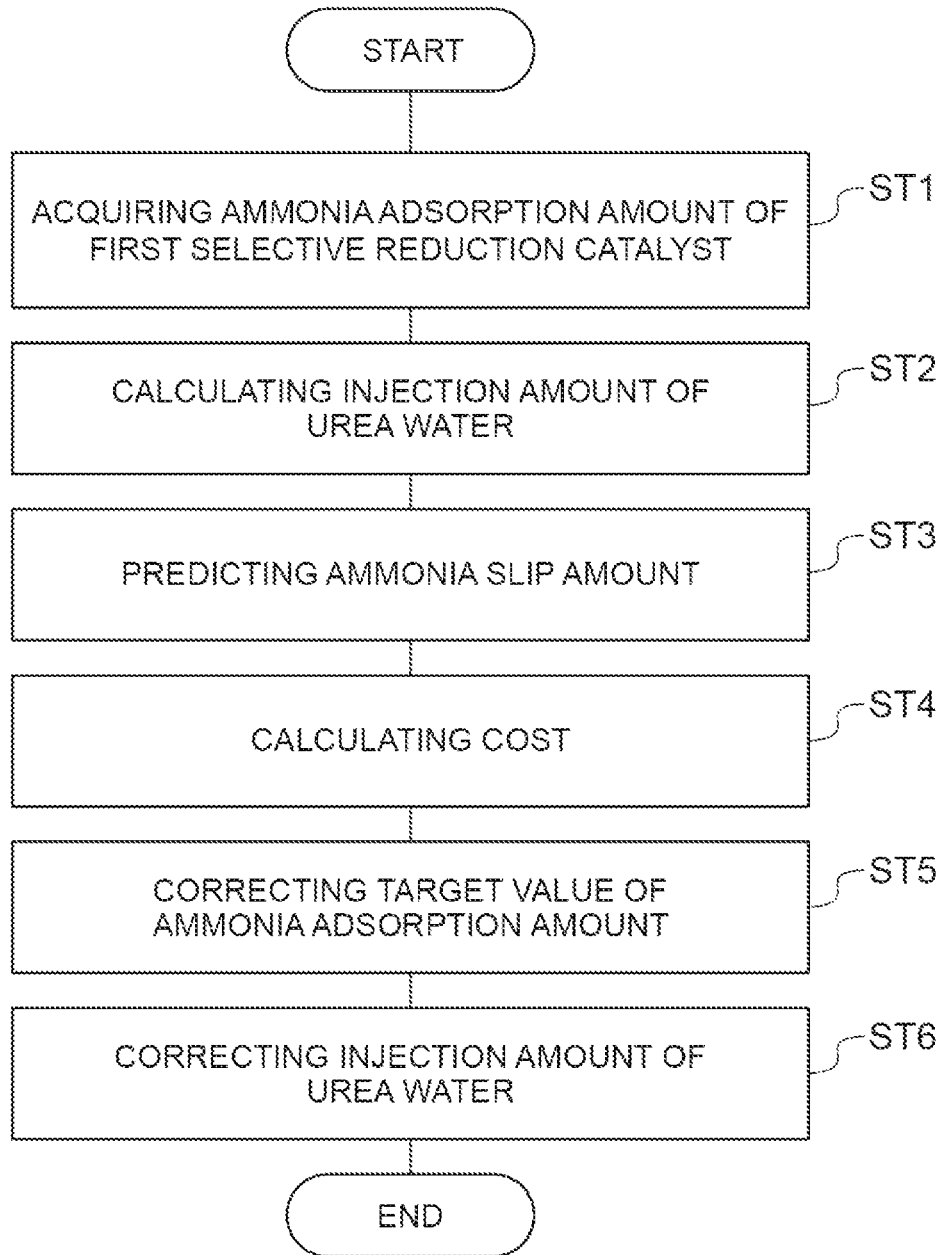 START
ACQUIRING AMMONIA ADSORPTION AMOUNT OF
FIRST SELECTIVE REDUCTION CATALYST
ST1
CALCULATING INJECTION AMOUNT OF
UREA WATER
ST2
PREDICTING AMMONIA SLIP AMOUNT
ST3
CALCULATING COST
ST4
CORRECTING TARGET VALUE OF
AMMONIA ADSORPTION AMOUNT
ST5
CORRECTING INJECTION AMOUNT OF
UREA WATER
ST6
END